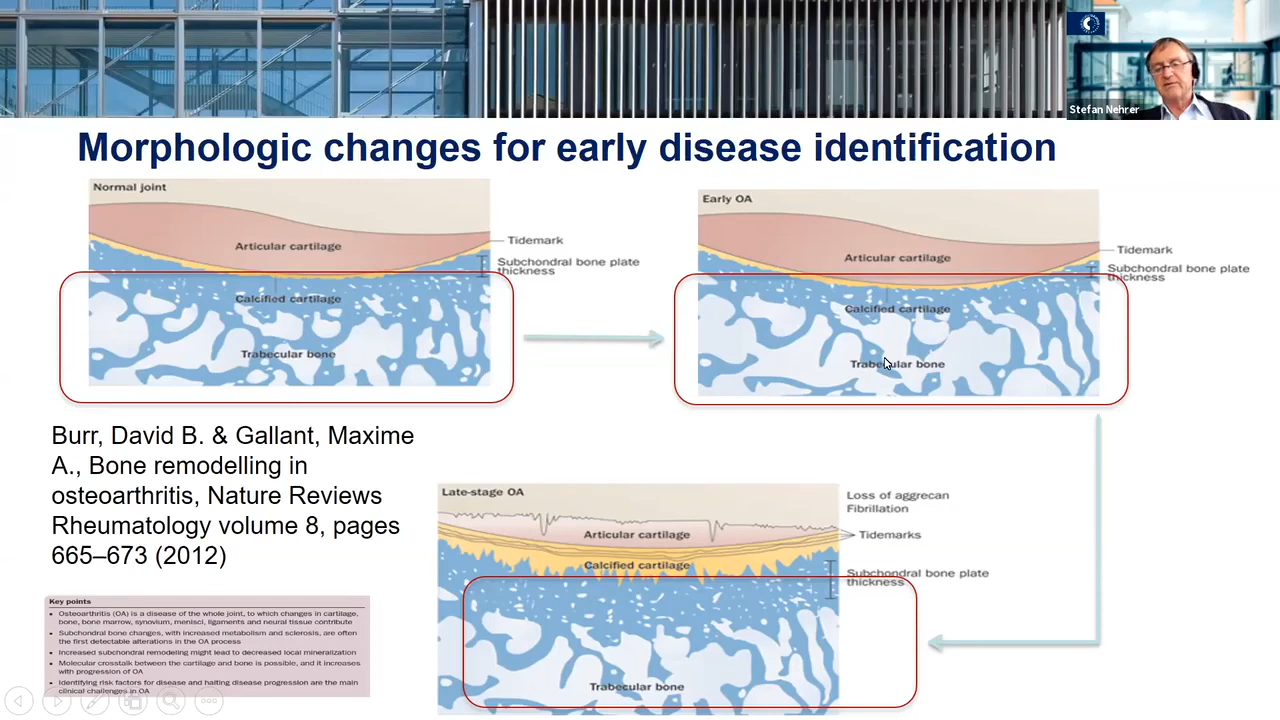 Stefan Nehrer
Morphologic changes for early disease identification
Normal joint
Articular cartilage
Tidemark
Subchondral bone plate
thickness
Calcified cartilage
Trabecular bone
Early OA
Articular cartilage
Tidemark
Subchondral bone plate
thickness
Calcified cartilage
Trabecular bone
Burr, David B. & Gallant, Maxime
A., Bone remodelling in
osteoarthritis, Nature Reviews
Rheumatology volume 8, pages
665–673 (2012)
Late-stage OA
Loss of aggrecan
Fibrillation
Articular cartilage
Tidemarks
Calcified cartilage
Subchondral bone plate
thickness
Trabecular bone
Key points
• Osteoarthritis (OA) is a disease of the whole joint, to which changes in cartilage,
bone, bone marrow, synovium, menisci, ligaments and neural tissue contribute
• Subchondral bone changes, with increased metabolism and sclerosis, are often
the first detectable alterations in the OA process
• Increased subchondral remodeling might lead to decreased local mineralization
• Molecular crosstalk between the cartilage and bone is possible, and it increases
with progression of OA
• Identifying risk factors for disease and halting disease progression are the main
clinical challenges in OA